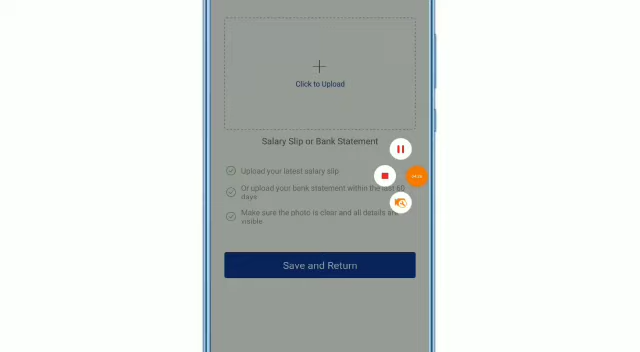 Click to Upload
Salary Slip or Bank Statement
Upload your latest salary slip
Or upload your bank statement within the last 60
days
Make sure the photo is clear and all details are
visible
Save and Return